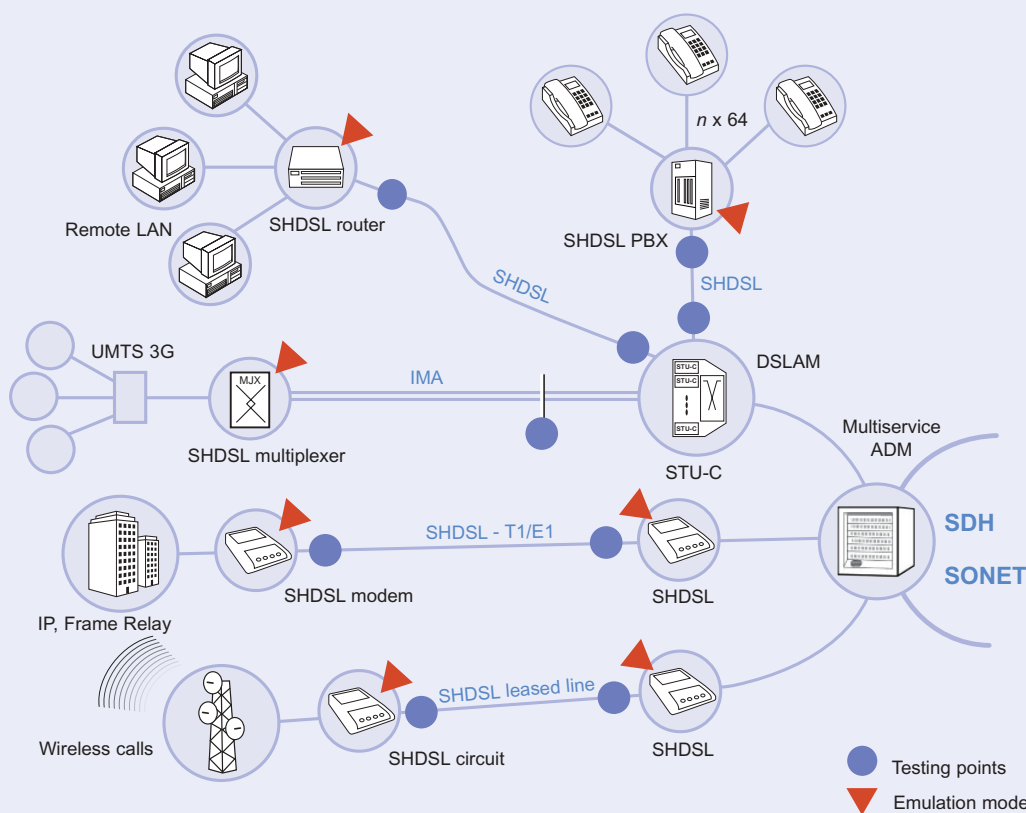 n x 64
Remote LAN
SHDSL router
SHDSL PBX
SHDSL
SHDSL
UMTS 3G
MJX
IMA
SHDSL multiplexer
STU-C
STU-C
STU-C
DSLAM
STU-C
Multiservice
ADM
SDH
SONET
SHDSL - T1/E1
SHDSL modem
SHDSL
IP, Frame Relay
Wireless calls
SHDSL leased line
SHDSL circuit
SHDSL
Testing points
Emulation mode